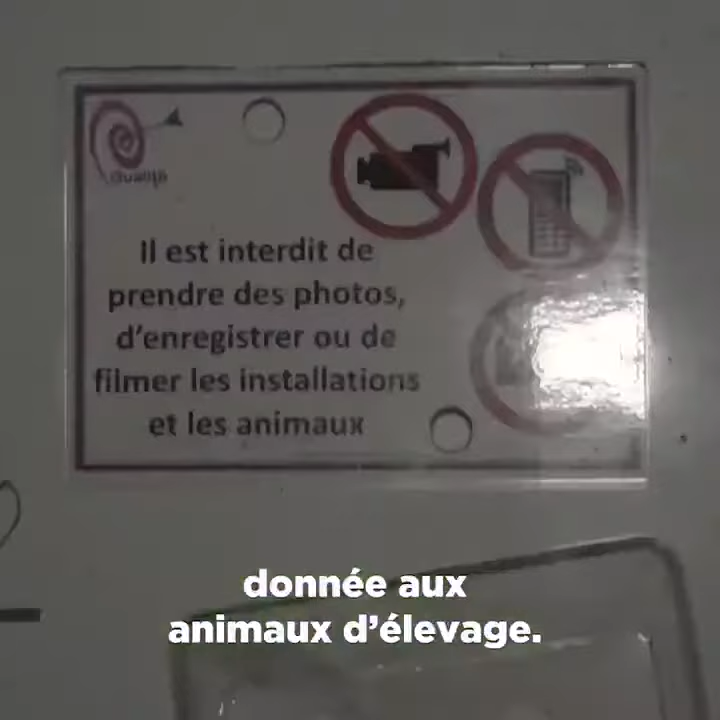 Il est interdit de
prendre des photos,
d'enregistrer ou de
filmer les installations
et les animaux
donnée aux
animaux d'élevage.